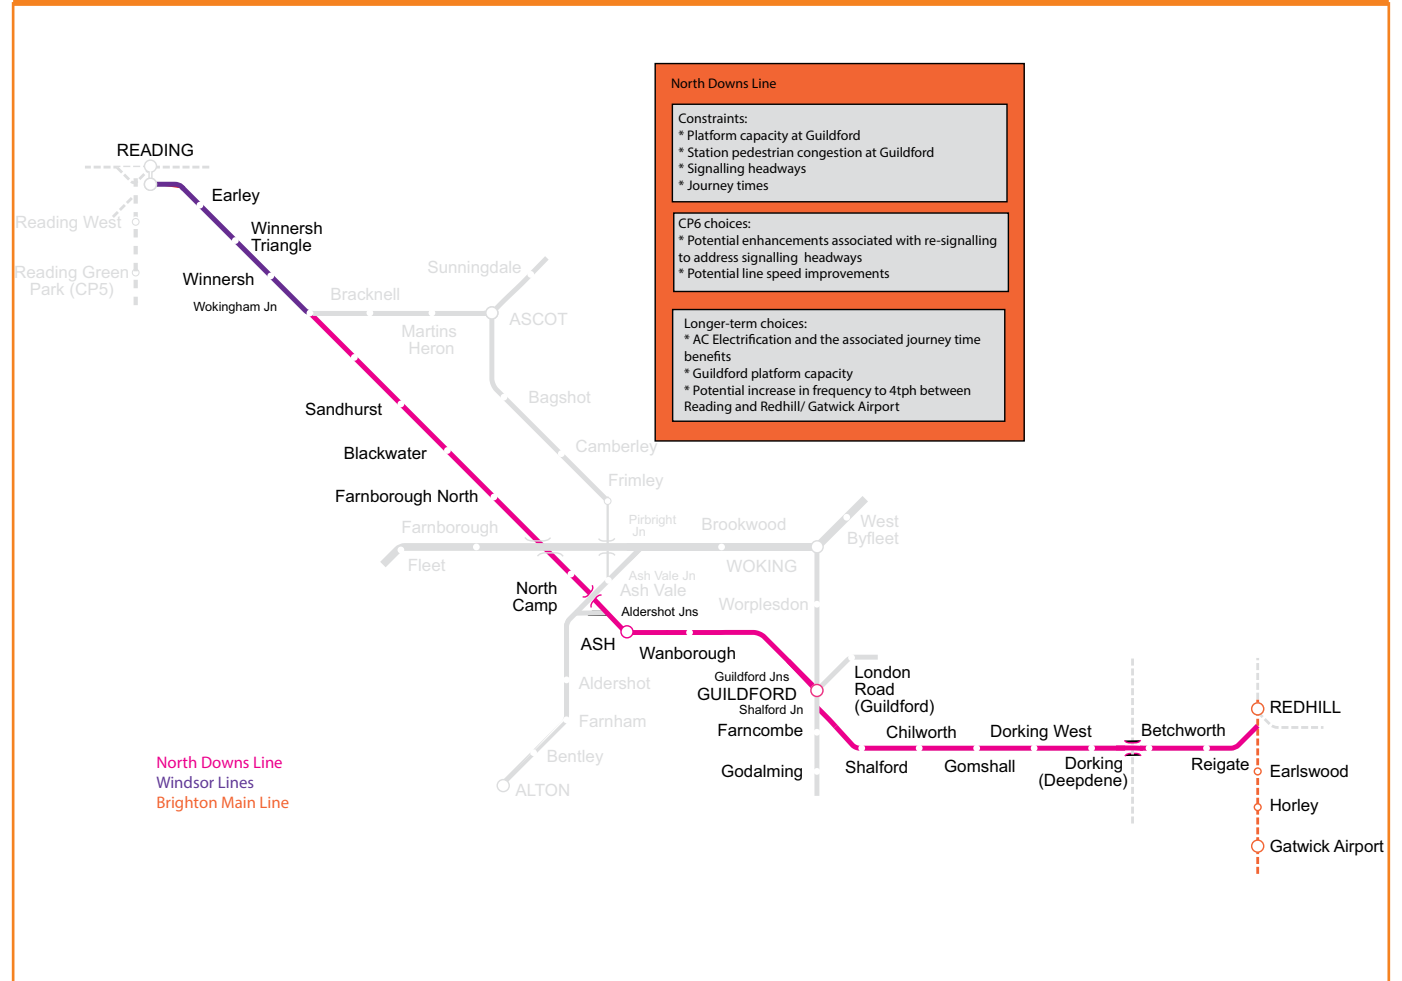 North Downs Line
Constraints:
* Platform capacity at Guildford
* Station pedestrian congestion at Guildford
* Signalling headways
* Journey times
CP6 choices:
* Potential enhancements associated with re-signalling
to address signalling headways
* Potential line speed improvements
Longer-term choices:
* AC Electrification and the associated journey time
benefits
* Guildford platform capacity
* Potential increase in frequency to 4tph between
Reading and Redhill/ Gatwick Airport
READING
Earley
Reading West
Winnersh
Triangle
Reading Green
Park (CP5)
Winnersh
Wokingham Jn
Sunningdale
Bracknell
Martins
Heron
ASCOT
Bagshot
Sandhurst
Camberley
Blackwater
Frimley
Farnborough North
Farnborough
Pirbright
Jn
Brookwood
West
Byfleet
Fleet
WOKING
Ash Vale Jn
Ash Vale
North
Camp
Worplesdon
Aldershot Jns
ASH
Wanborough
Guildford Jns
GUILDFORD
Shalford Jn
London
Road
(Guildford)
Aldershot
Farnham
Farncombe
Bentley
Godalming
ALTON
Chilworth
Dorking West
Betchworth
REDHILL
Shalford
Gomshall
Dorking
(Deepdene)
Reigate
Earlswood
Horley
Gatwick Airport
North Downs Line
Windsor Lines
Brighton Main Line